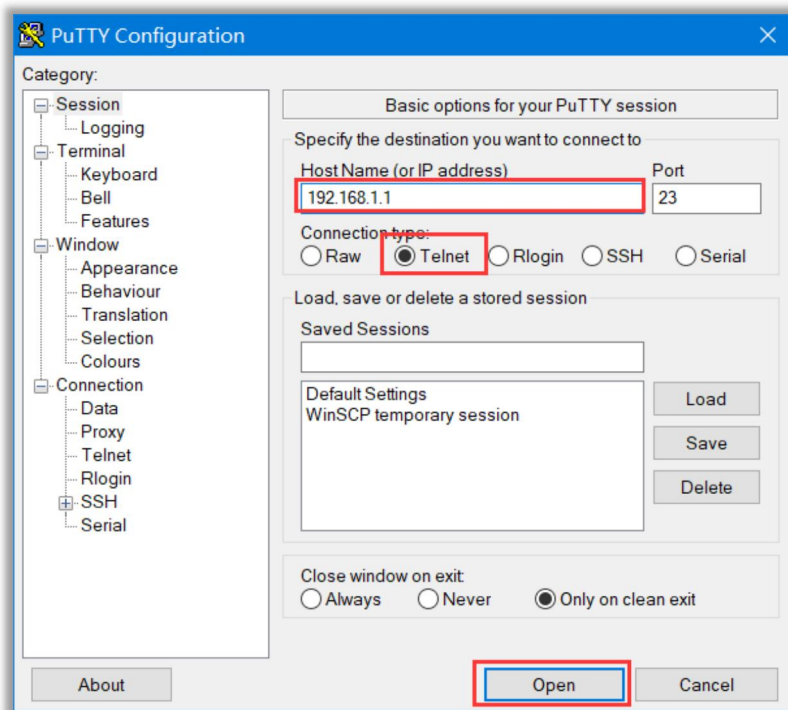 PuTTY Configuration
Category:
Session
Logging
Terminal
Keyboard
Bell
Features
Window
Appearance
Behaviour
Translation
Selection
Colours
Connection
Data
Proxy
Telnet
Rlogin
SSH
Serial
Basic options for your PuTTY session
Specify the destination you want to connect to
Host Name (or IP address) Port
192.168.1.1 23
Connection type:
Raw Telnet Rlogin SSH Serial
Load, save or delete a stored session
Saved Sessions
Default Settings
WinSCP temporary session
Load
Save
Delete
Close window on exit:
Always Never Only on clean exit
About Open Cancel